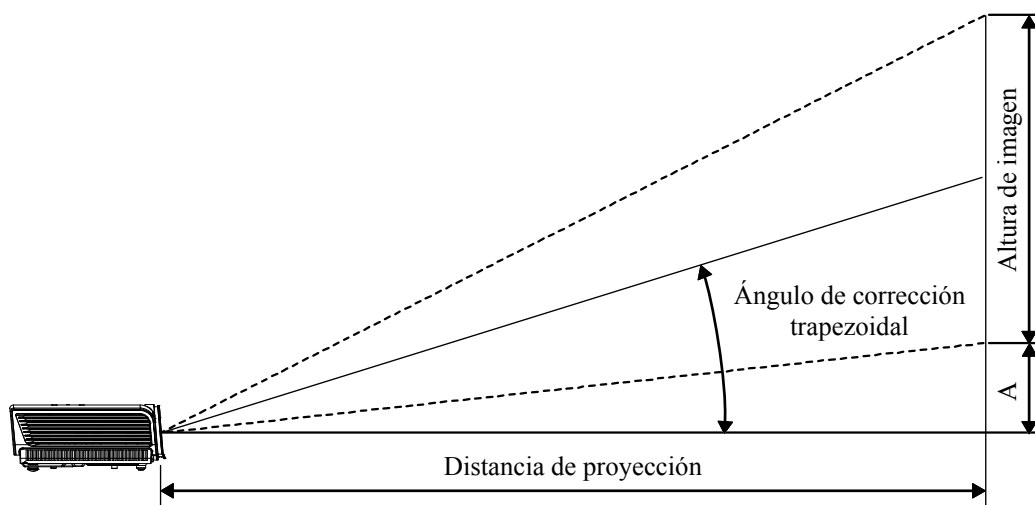 Altura de imagen
Ángulo de corrección
trapezoidal
A
Distancia de proyección